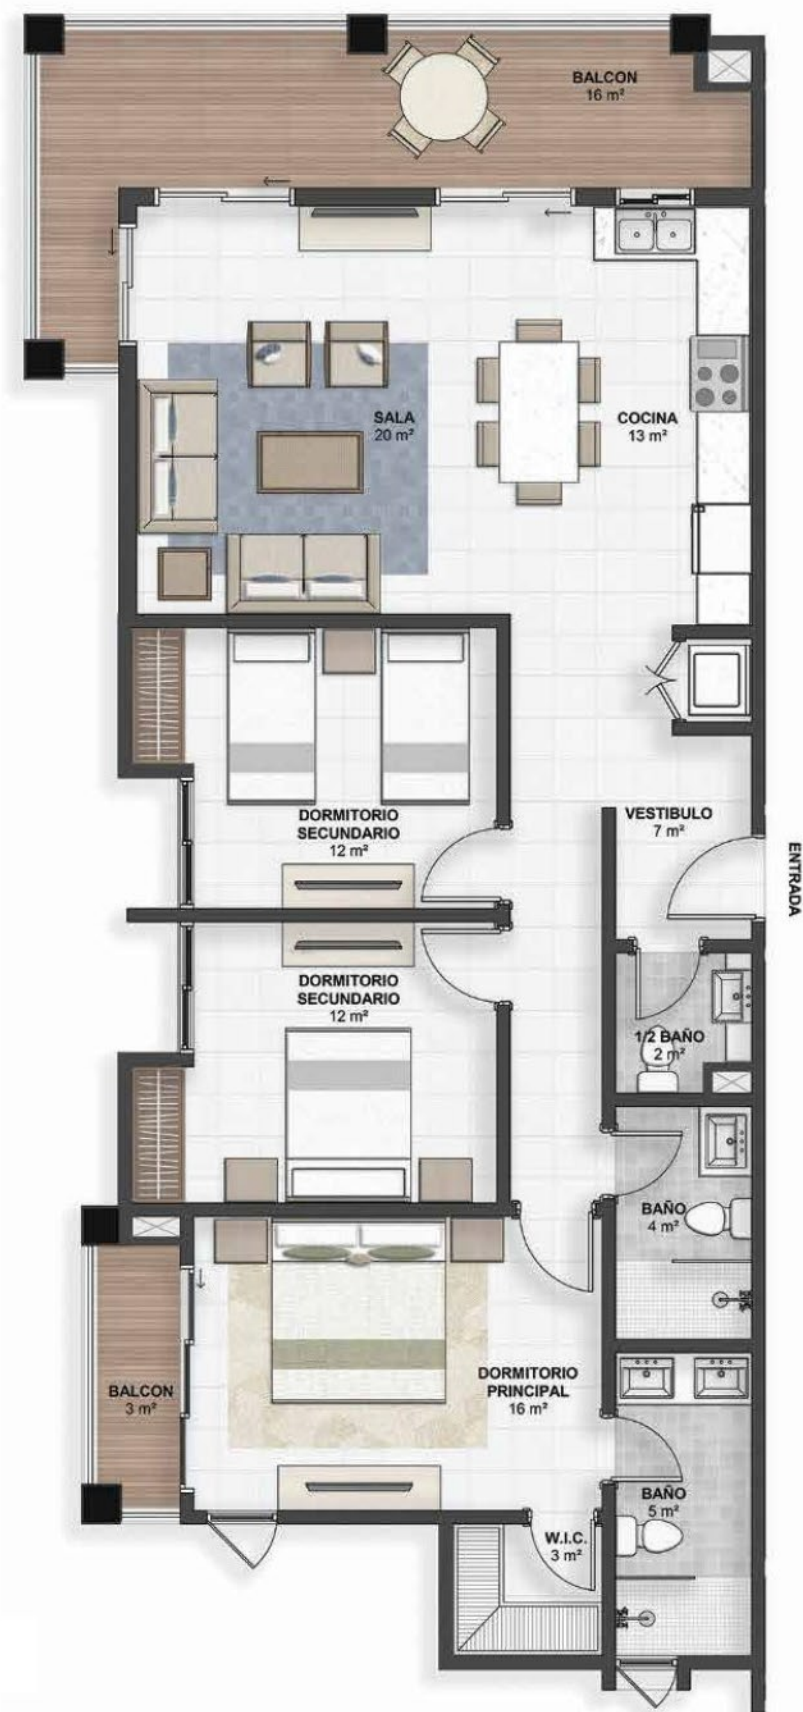 BALCON
16 m²
SALA
20 m²
COCINA
13 m²
DORMITORIO
SECUNDARIO
12 m²
VESTIBULO
7 m²
ENTRADA
DORMITORIO
SECUNDARIO
12 m²
1/2 BAÑO
2 m²
BAÑO
4 m²
BALCON
3 m²
DORMITORIO
PRINCIPAL
16 m²
BAÑO
5 m²
W.I.C.
3 m²